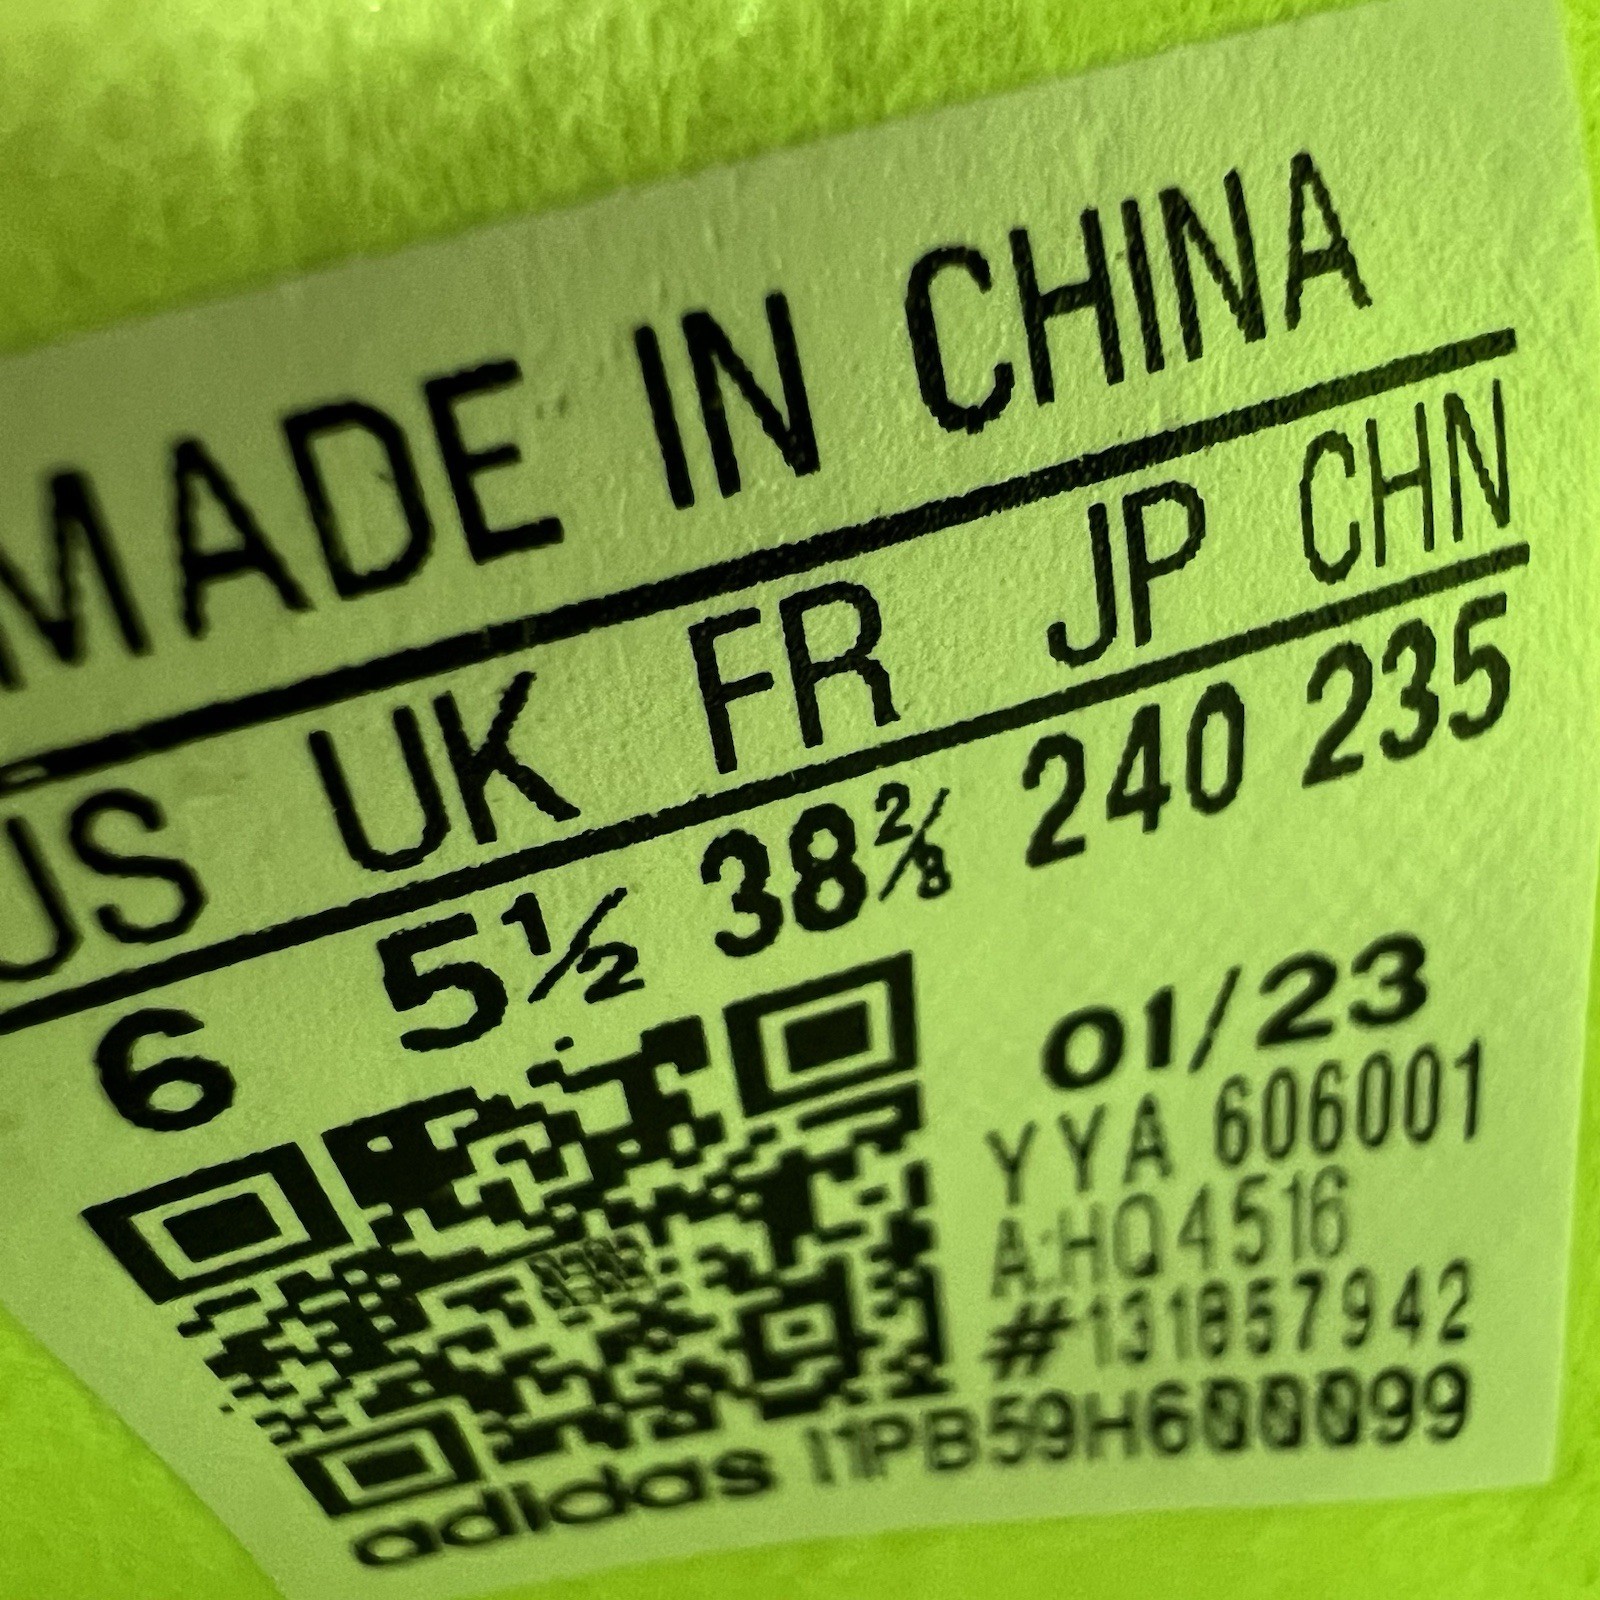 MADE IN CHINA
US UK FR JP CHN
6 5½ 38⅔ 240 235
01/23
YYA 606001
A:HQ4516
#131857942
adidas I1PB59H600099